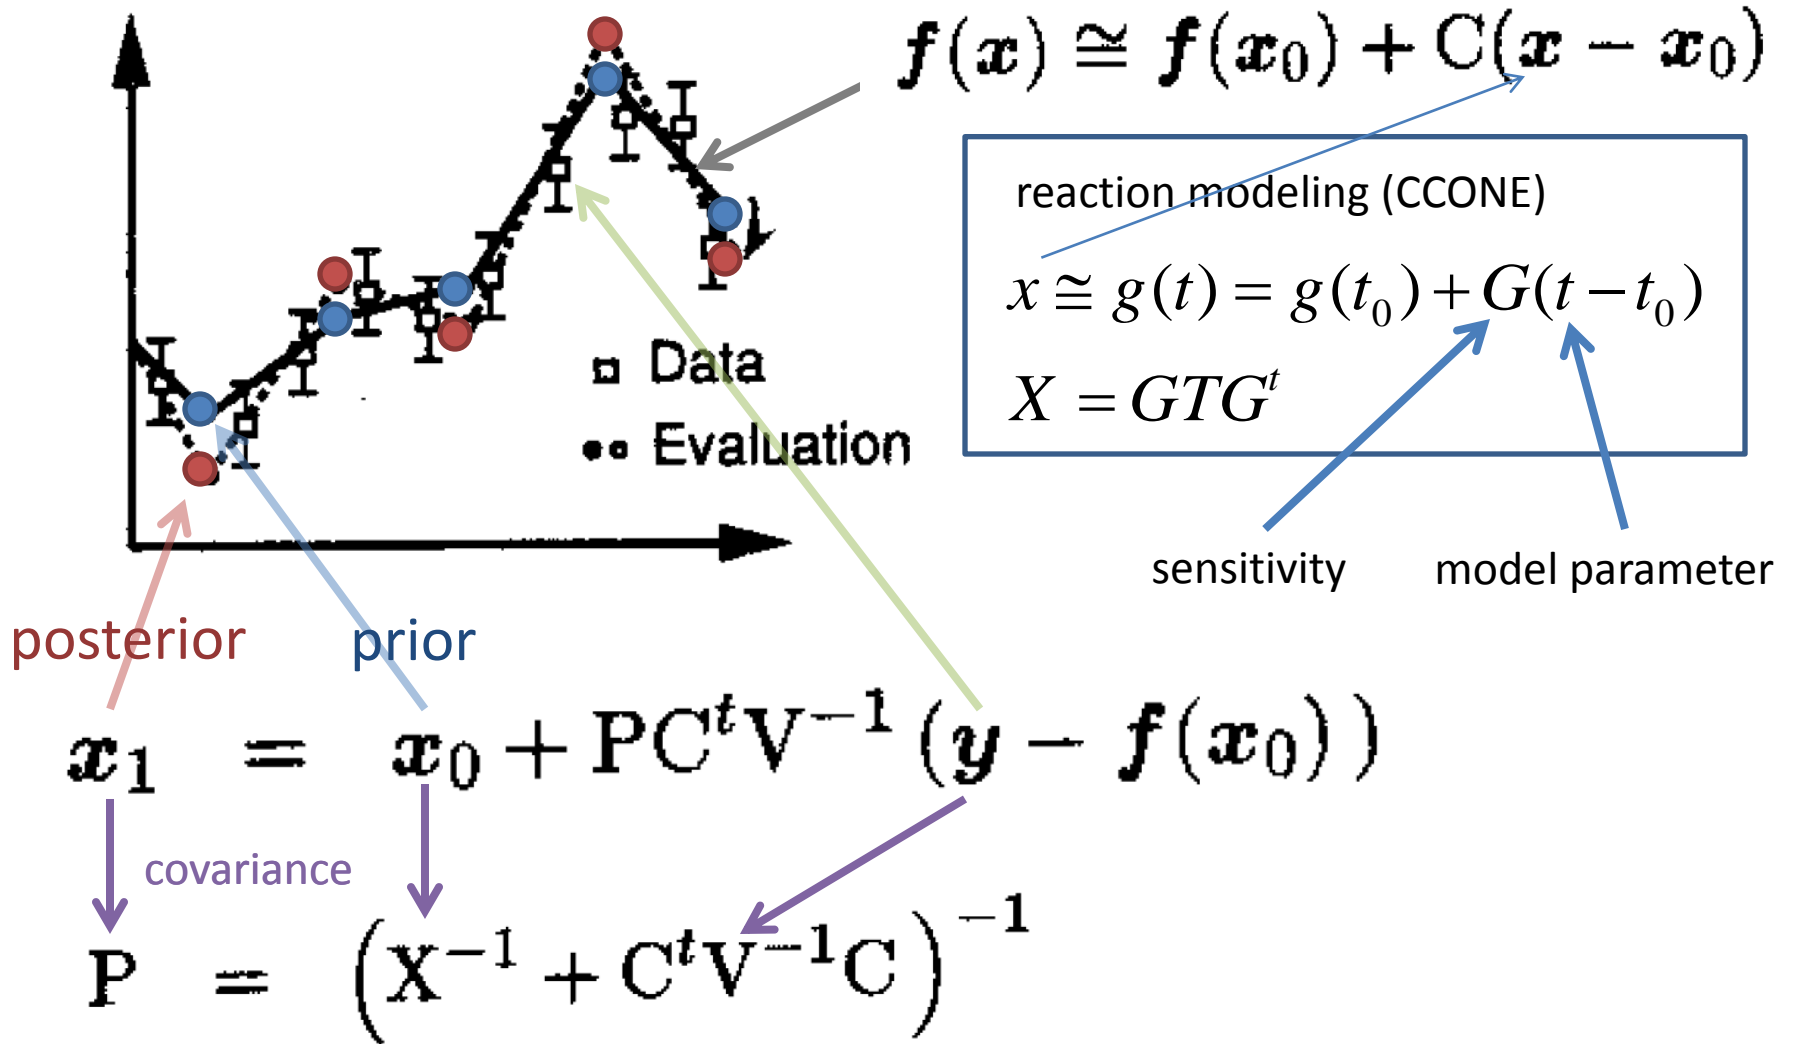 f(x) ≅ f(x₀) + C(x − x₀)
reaction modeling (CCONE)
x ≅ g(t) = g(t₀) + G(t − t₀)
X = GTGᵗ
sensitivity
model parameter
Data
Evaluation
posterior
prior
x₁ = x₀ + PCᵗV⁻¹ (y − f(x₀))
covariance
P = (X⁻¹ + CᵗV⁻¹C)⁻¹